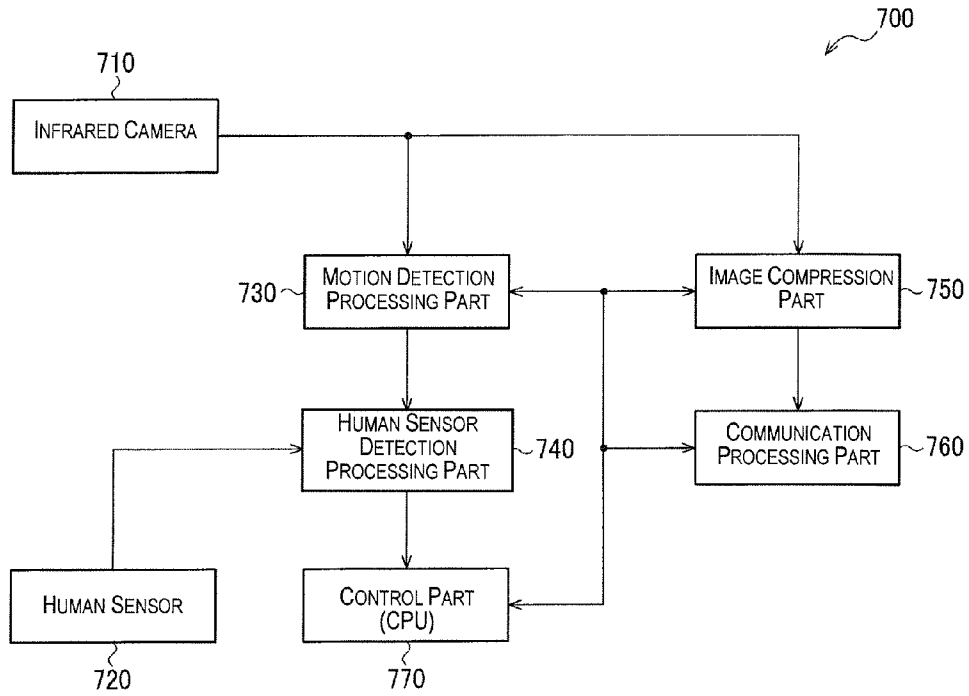 700
710
INFRARED CAMERA
730
MOTION DETECTION
PROCESSING PART
IMAGE COMPRESSION
PART
750
HUMAN SENSOR
DETECTION
PROCESSING PART
740
COMMUNICATION
PROCESSING PART
760
HUMAN SENSOR
720
CONTROL PART
(CPU)
770